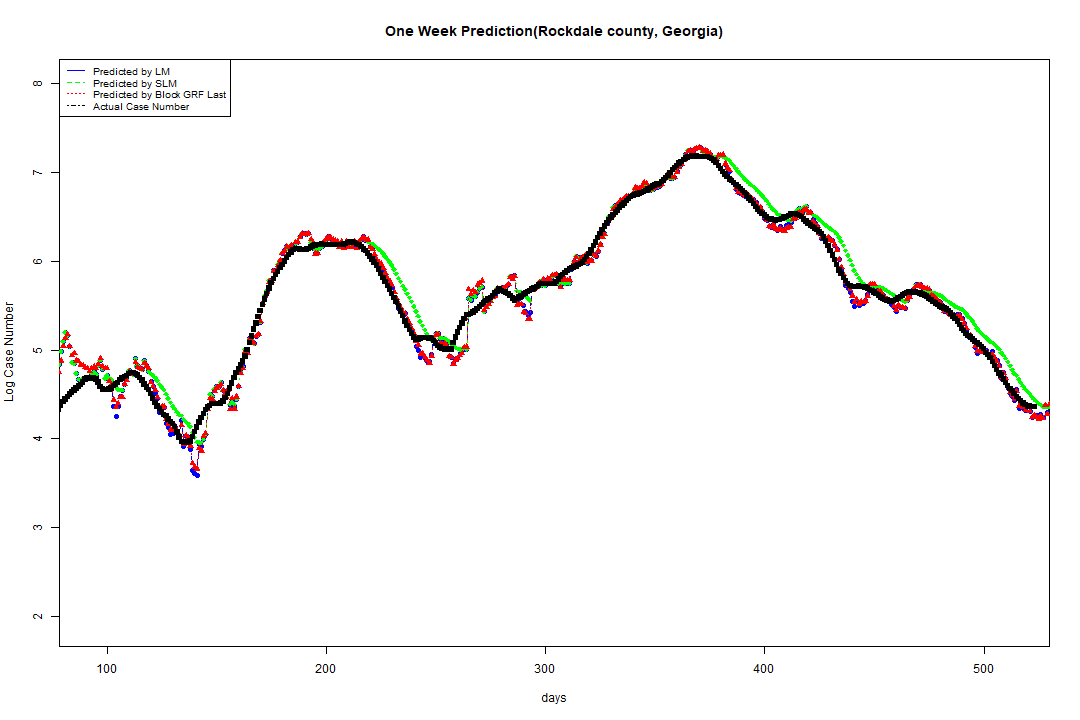 One Week Prediction(Rockdale county, Georgia)
Predicted by LM
Predicted by SLM
Predicted by Block GRF Last
Actual Case Number
8
7
6
5
4
3
2
Log Case Number
100 200 300 400 500
days